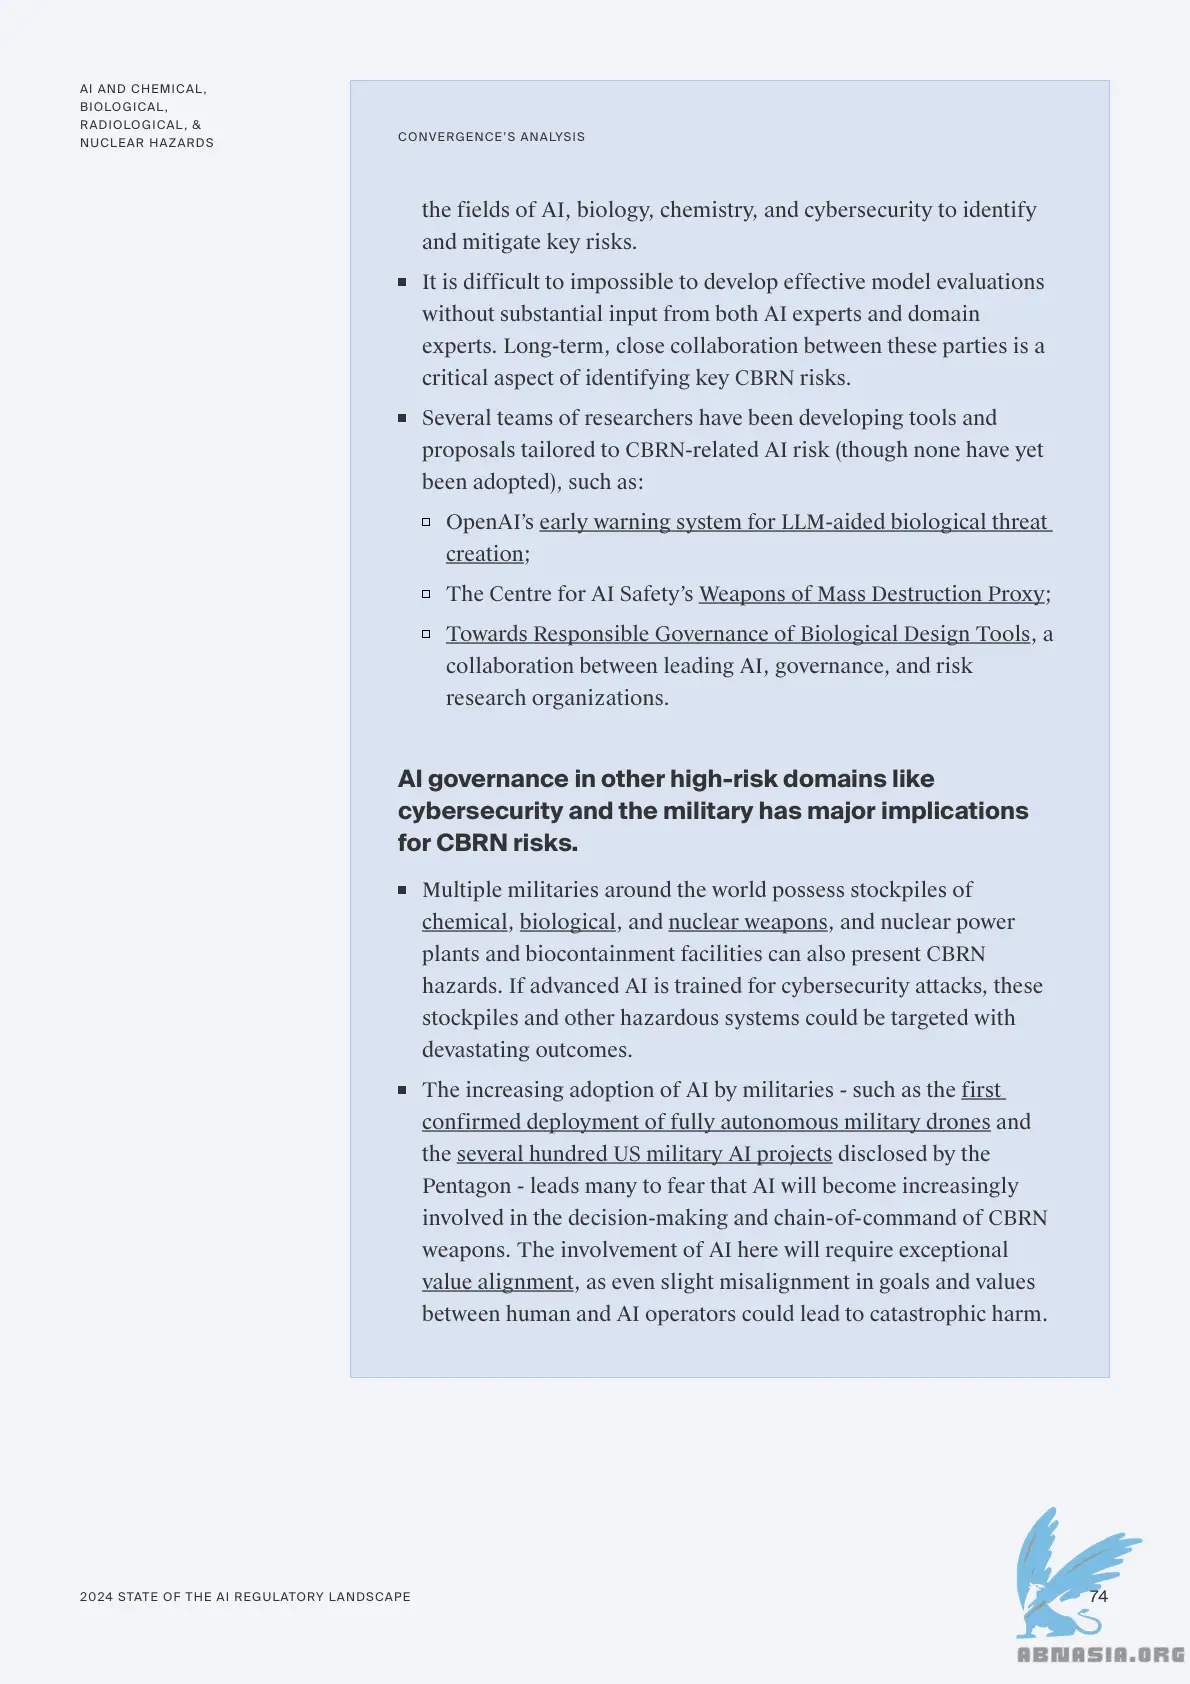 AI AND CHEMICAL,
BIOLOGICAL,
RADIOLOGICAL, &
NUCLEAR HAZARDS
CONVERGENCE'S ANALYSIS
the fields of AI, biology, chemistry, and cybersecurity to identify
and mitigate key risks.
It is difficult to impossible to develop effective model evaluations
without substantial input from both AI experts and domain
experts. Long-term, close collaboration between these parties is a
critical aspect of identifying key CBRN risks.
Several teams of researchers have been developing tools and
proposals tailored to CBRN-related AI risk (though none have yet
been adopted), such as:
OpenAI’s early warning system for LLM-aided biological threat
creation;
The Centre for AI Safety’s Weapons of Mass Destruction Proxy;
Towards Responsible Governance of Biological Design Tools, a
collaboration between leading AI, governance, and risk
research organizations.
AI governance in other high-risk domains like
cybersecurity and the military has major implications
for CBRN risks.
Multiple militaries around the world possess stockpiles of
chemical, biological, and nuclear weapons, and nuclear power
plants and biocontainment facilities can also present CBRN
hazards. If advanced AI is trained for cybersecurity attacks, these
stockpiles and other hazardous systems could be targeted with
devastating outcomes.
The increasing adoption of AI by militaries - such as the first
confirmed deployment of fully autonomous military drones and
the several hundred US military AI projects disclosed by the
Pentagon - leads many to fear that AI will become increasingly
involved in the decision-making and chain-of-command of CBRN
weapons. The involvement of AI here will require exceptional
value alignment, as even slight misalignment in goals and values
between human and AI operators could lead to catastrophic harm.
2024 STATE OF THE AI REGULATORY LANDSCAPE
74
ABNASIA.ORG